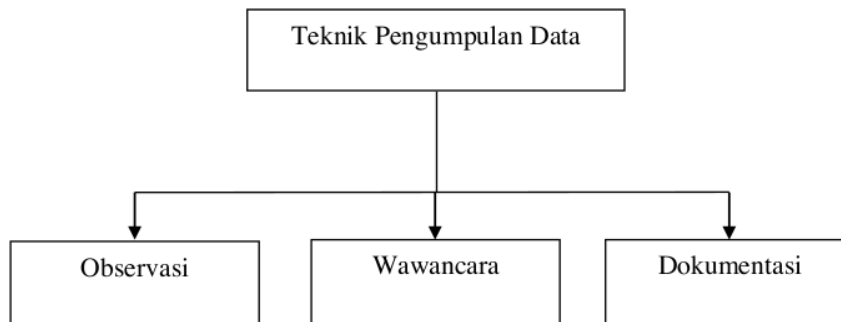 Teknik Pengumpulan Data
Observasi
Wawancara
Dokumentasi